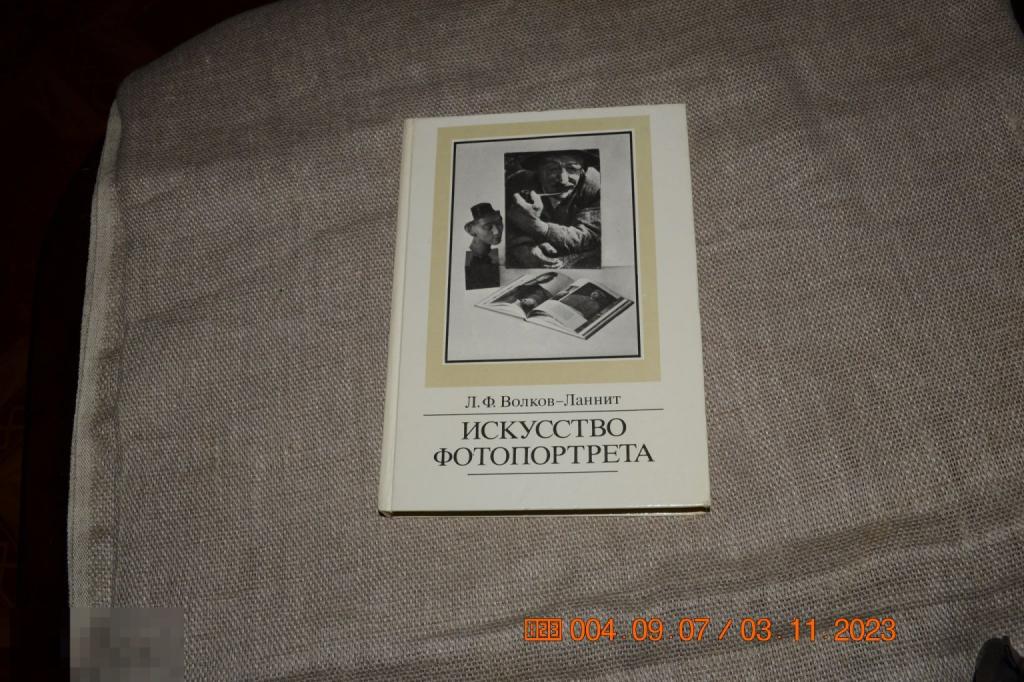 Л. Ф. Волков–Ланнит
ИСКУССТВО
ФОТОПОРТРЕТА
004 09 07 / 03 11 2023